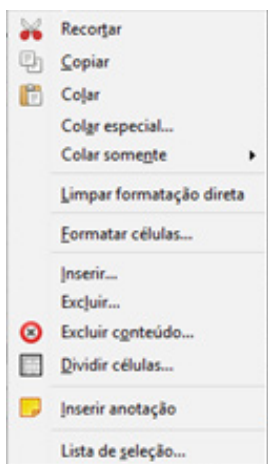 Recortar
Copiar
Colar
Colar especial...
Colar somente
Limpar formatação direta
Formatar células...
Inserir...
Excluir...
Excluir conteúdo...
Dividir células...
Inserir anotação
Lista de seleção...